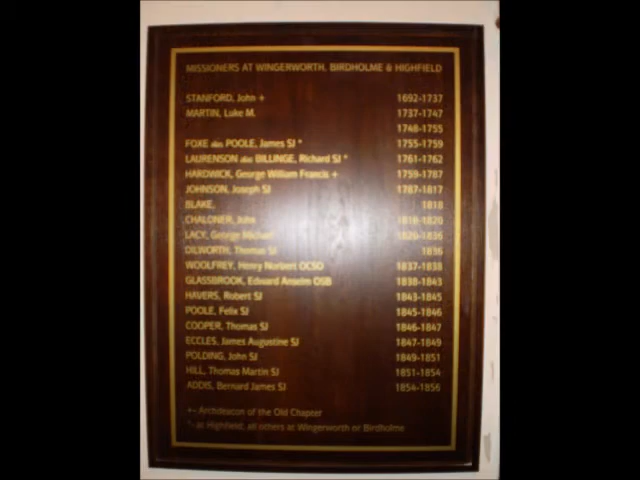 MISSIONERS AT WINGERWORTH, BIRDHOLME & HIGHFIELD
STANFORD, John + 1692-1737
MARTIN, Luke M. 1737-1747
1748-1755
FOXE alias POOLE, James SJ * 1755-1759
LAURENSON alias BILLINGE, Richard SJ * 1761-1762
HARDWICK, George William Francis + 1759-1787
JOHNSON, Joseph SJ 1787-1817
BLAKE, 1818
CHALONER, John 1818-1820
LACY, George Michael 1820-1836
DILWORTH, Thomas SJ 1836
WOOLFREY, Henry Norbert OCSO 1837-1838
GLASSBROOK, Edward Anselm OSB 1838-1843
HAVERS, Robert SJ 1843-1845
POOLE, Felix SJ 1845-1846
COOPER, Thomas SJ 1846-1847
ECCLES, James Augustine SJ 1847-1849
POLDING, John SJ 1849-1851
HILL, Thomas Martin SJ 1851-1854
ADDIS, Bernard James SJ 1854-1856
+- Archdeacon of the Old Chapter
*- at Highfield, all others at Wingerworth or Birdholme